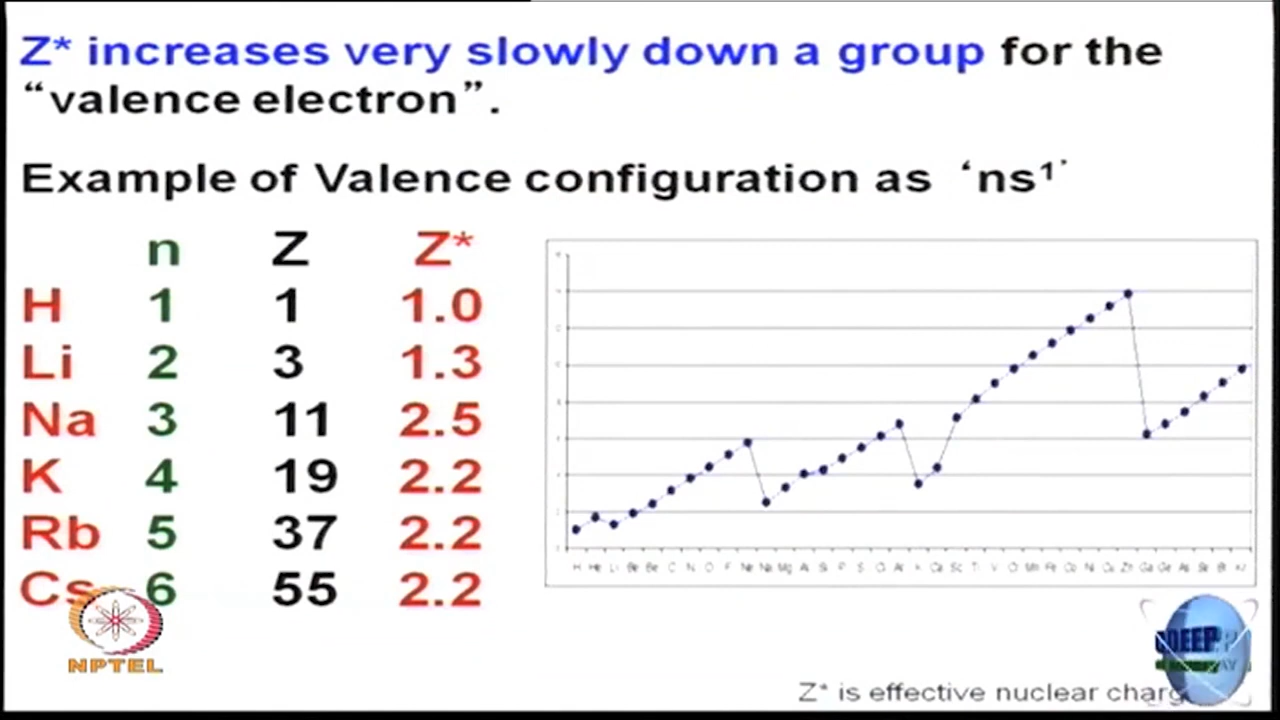 Z* increases very slowly down a group for the
“valence electron”.
Example of Valence configuration as ‘ns¹’
n Z Z*
H 1 1 1.0
Li 2 3 1.3
Na 3 11 2.5
K 4 19 2.2
Rb 5 37 2.2
Cs 6 55 2.2
NPTEL
Z* is effective nuclear